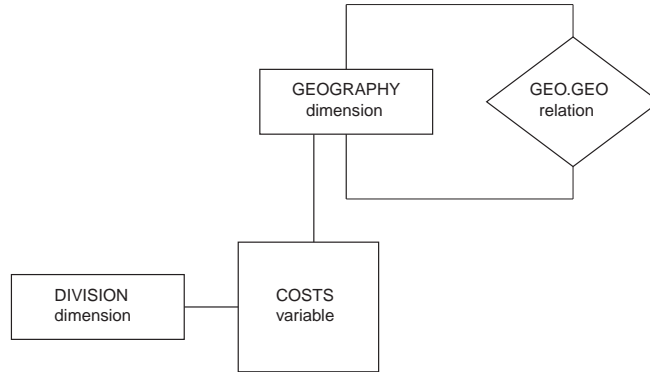 GEOGRAPHY
dimension
GEO.GEO
relation
DIVISION
dimension
COSTS
variable